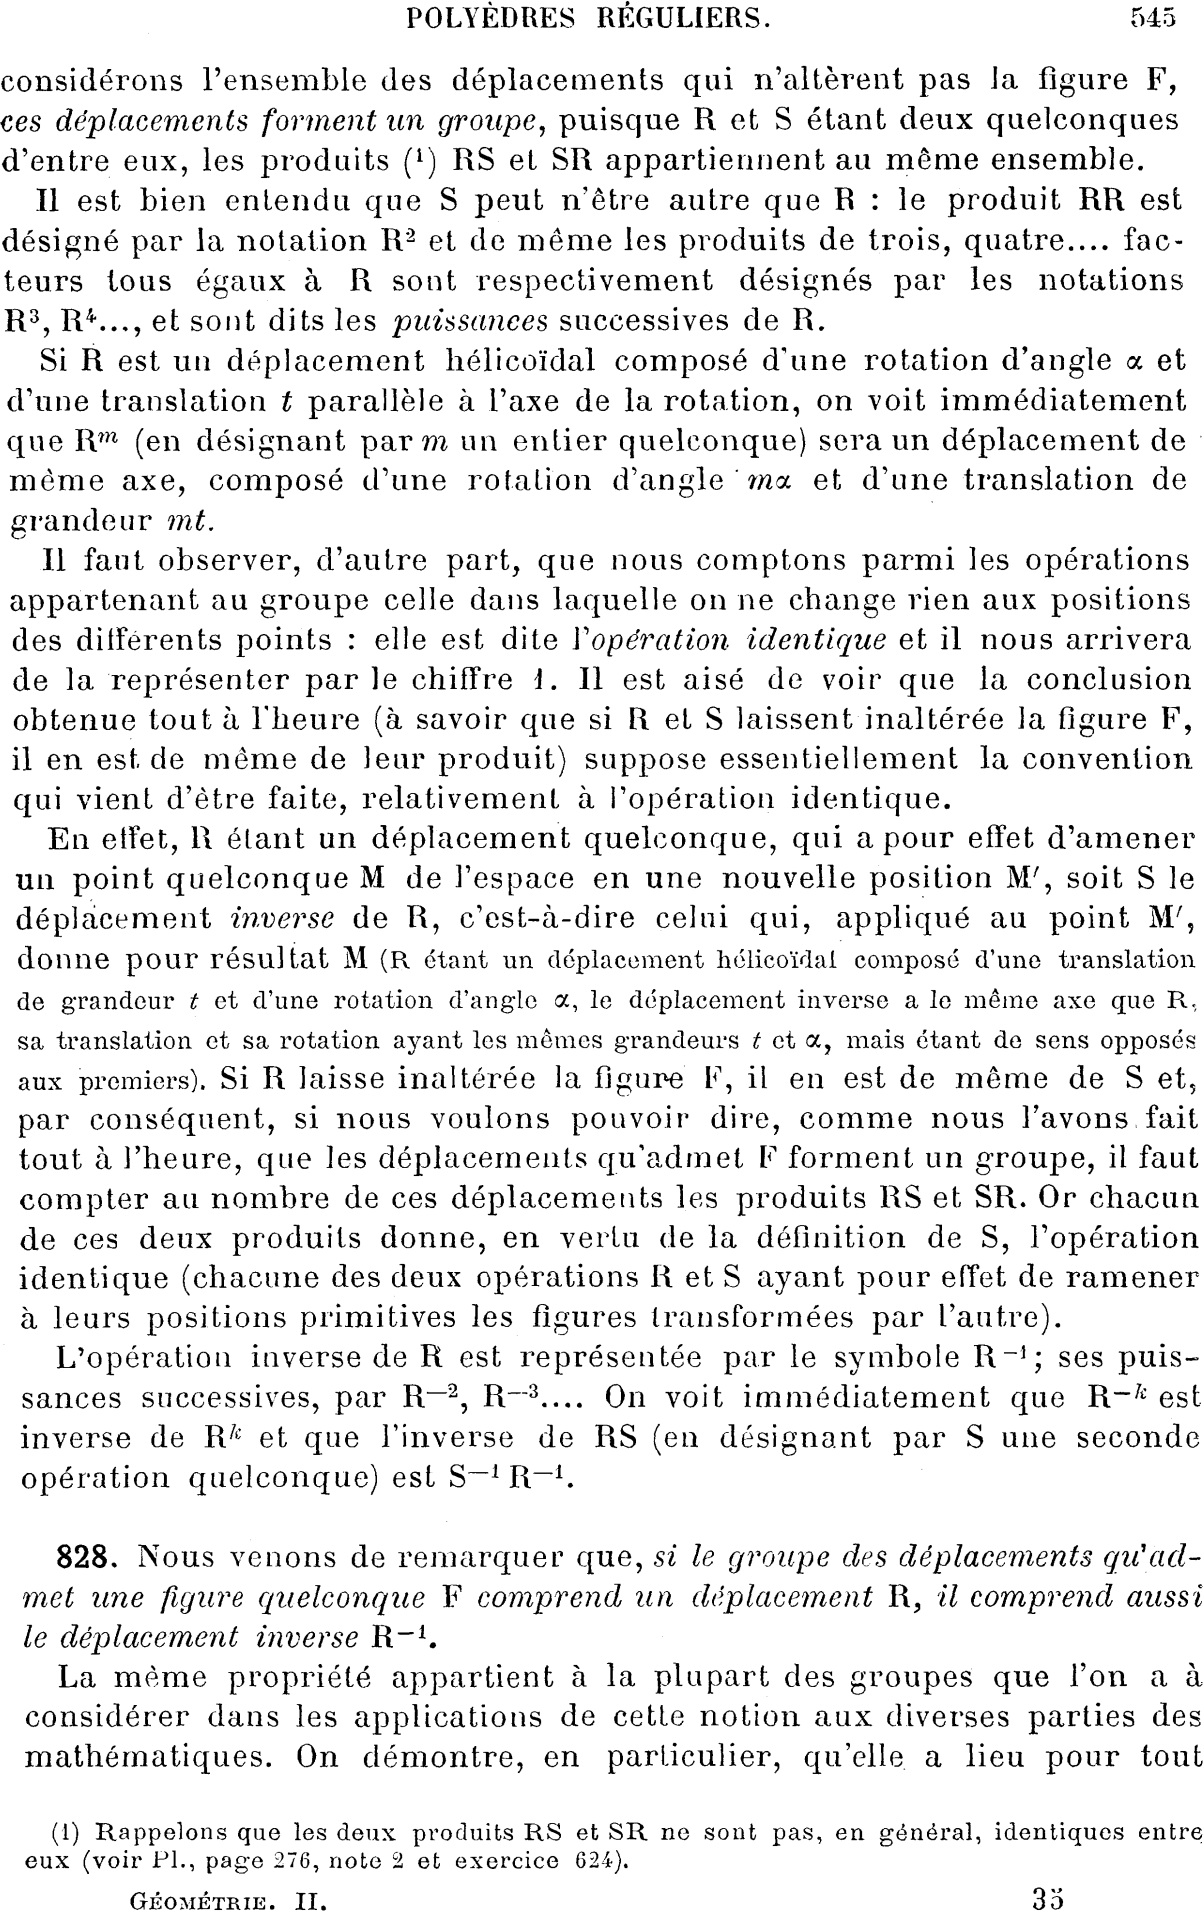 POLYÈDRES RÉGULIERS. 545
considérons l'ensemble des déplacements qui n'altèrent pas la figure F,
ces déplacements forment un groupe, puisque R et S étant deux quelconques
d'entre eux, les produits (¹) RS et SR appartiennent au même ensemble.
Il est bien entendu que S peut n'être autre que R : le produit RR est
désigné par la notation R² et de même les produits de trois, quatre.... fac-
teurs tous égaux à R sont respectivement désignés par les notations
R³, R⁴..., et sont dits les puissances successives de R.
Si R est un déplacement hélicoïdal composé d'une rotation d'angle α et
d'une translation t parallèle à l'axe de la rotation, on voit immédiatement
que Rᵐ (en désignant par m un entier quelconque) sera un déplacement de
même axe, composé d'une rotation d'angle mα et d'une translation de
grandeur mt.
Il faut observer, d'autre part, que nous comptons parmi les opérations
appartenant au groupe celle dans laquelle on ne change rien aux positions
des différents points : elle est dite l'opération identique et il nous arrivera
de la représenter par le chiffre 1. Il est aisé de voir que la conclusion
obtenue tout à l'heure (à savoir que si R et S laissent inaltérée la figure F,
il en est de même de leur produit) suppose essentiellement la convention
qui vient d'être faite, relativement à l'opération identique.
En effet, R étant un déplacement quelconque, qui a pour effet d'amener
un point quelconque M de l'espace en une nouvelle position M′, soit S le
déplacement inverse de R, c'est-à-dire celui qui, appliqué au point M′,
donne pour résultat M (R étant un déplacement hélicoïdal composé d'une translation
de grandeur t et d'une rotation d'angle α, le déplacement inverse a le même axe que R,
sa translation et sa rotation ayant les mêmes grandeurs t et α, mais étant de sens opposés
aux premiers). Si R laisse inaltérée la figure F, il en est de même de S et,
par conséquent, si nous voulons pouvoir dire, comme nous l'avons fait
tout à l'heure, que les déplacements qu'admet F forment un groupe, il faut
compter au nombre de ces déplacements les produits RS et SR. Or chacun
de ces deux produits donne, en vertu de la définition de S, l'opération
identique (chacune des deux opérations R et S ayant pour effet de ramener
à leurs positions primitives les figures transformées par l'autre).
L'opération inverse de R est représentée par le symbole R⁻¹; ses puis-
sances successives, par R⁻², R⁻³.... On voit immédiatement que R⁻ᵏ est
inverse de Rᵏ et que l'inverse de RS (en désignant par S une seconde
opération quelconque) est S⁻¹ R⁻¹.
828. Nous venons de remarquer que, si le groupe des déplacements qu'ad-
met une figure quelconque F comprend un déplacement R, il comprend aussi
le déplacement inverse R⁻¹.
La même propriété appartient à la plupart des groupes que l'on a à
considérer dans les applications de cette notion aux diverses parties des
mathématiques. On démontre, en particulier, qu'elle a lieu pour tout
(1) Rappelons que les deux produits RS et SR ne sont pas, en général, identiques entre
eux (voir Pl., page 276, note 2 et exercice 624).
GÉOMÉTRIE. II. 35